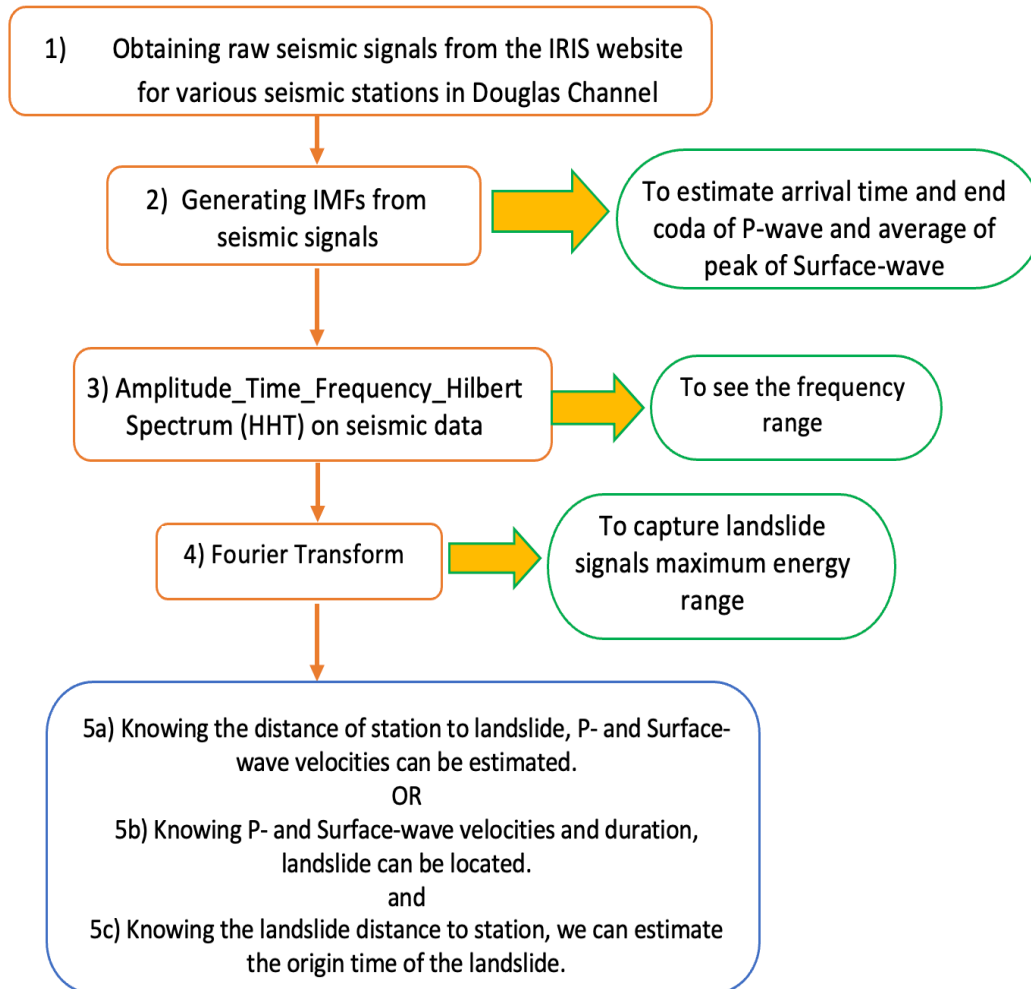 1) Obtaining raw seismic signals from the IRIS website
for various seismic stations in Douglas Channel
2) Generating IMFs from
seismic signals
To estimate arrival time and end
coda of P-wave and average of
peak of Surface-wave
3) Amplitude_Time_Frequency_Hilbert
Spectrum (HHT) on seismic data
To see the frequency
range
4) Fourier Transform
To capture landslide
signals maximum energy
range
5a) Knowing the distance of station to landslide, P- and Surface-
wave velocities can be estimated.
OR
5b) Knowing P- and Surface-wave velocities and duration,
landslide can be located.
and
5c) Knowing the landslide distance to station, we can estimate
the origin time of the landslide.